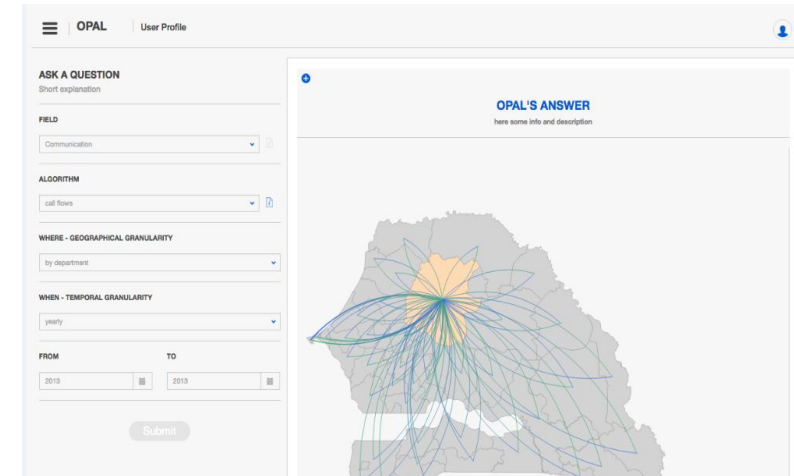 OPAL
User Profile
ASK A QUESTION
Short explanation
FIELD
Communication
ALGORITHM
call flows
WHERE - GEOGRAPHICAL GRANULARITY
by department
WHEN - TEMPORAL GRANULARITY
yearly
FROM TO
2013 2013
Submit
OPAL'S ANSWER
here some info and description